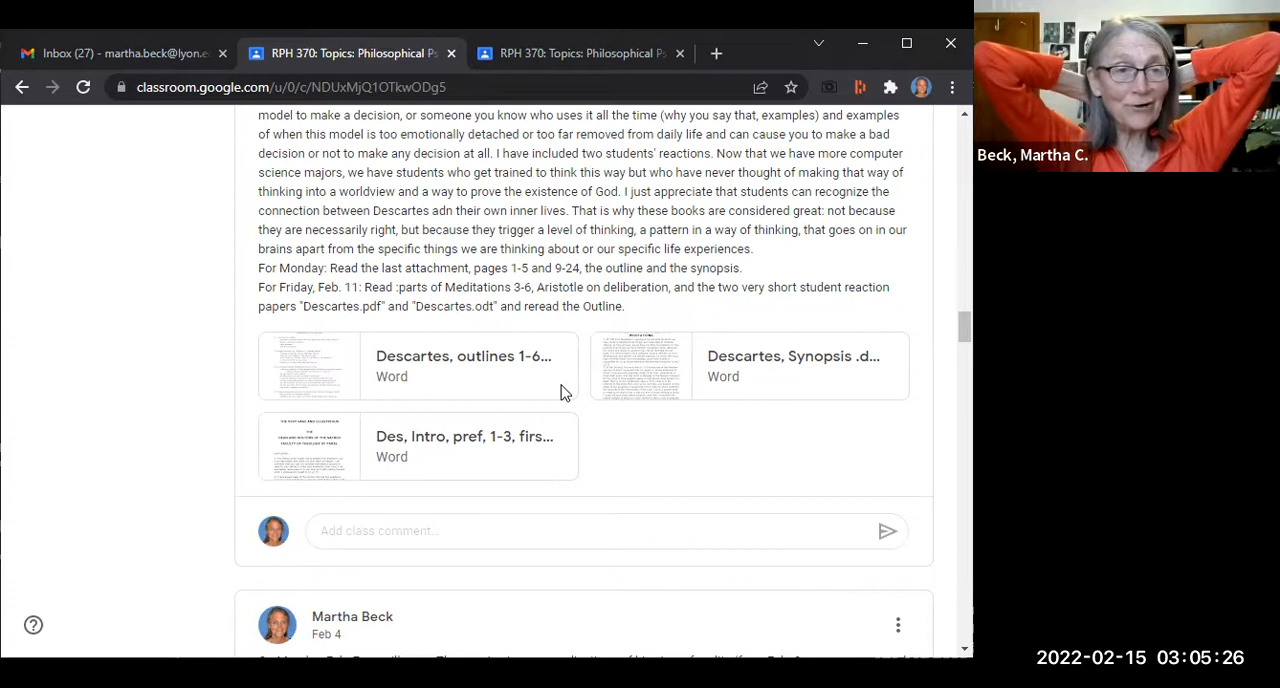 Inbox (27) - martha.beck@lyon.e
RPH 370: Topics: Philosophical Ps
RPH 370: Topics: Philosophical Ps
classroom.google.com/u/0/c/NDUxMjQ1OTkwODg5
Beck, Martha C.
model to make a decision, or someone you know who uses it all the time (why you say that, examples) and examples
of when this model is too emotionally detached or too far removed from daily life and can cause you to make a bad
decision or not make any decision at all. I have included two students' reactions. Now that we have more computer
science majors, we have students who get trained to think this way but who have never thought of making that way of
thinking into a worldview and a way to prove the existence of God. I just appreciate that students can recognize the
connection between Descartes adn their own inner lives. That is why these books are considered great: not because
they are necessarily right, but because they trigger a level of thinking, a pattern in a way of thinking, that goes on in our
brains apart from the specific things we are thinking about or our specific life experiences.
For Monday: Read the last attachment, pages 1-5 and 9-24, the outline and the synopsis.
For Friday, Feb. 11: Read :parts of Meditations 3-6, Aristotle on deliberation, and the two very short student reaction
papers "Descartes.pdf" and "Descartes.odt" and reread the Outline.
Descartes, outlines 1-6...
Word
Descartes, Synopsis .d...
Word
Des, Intro, pref, 1-3, firs...
Word
Add class comment...
Martha Beck
Feb 4
2022-02-15 03:05:26